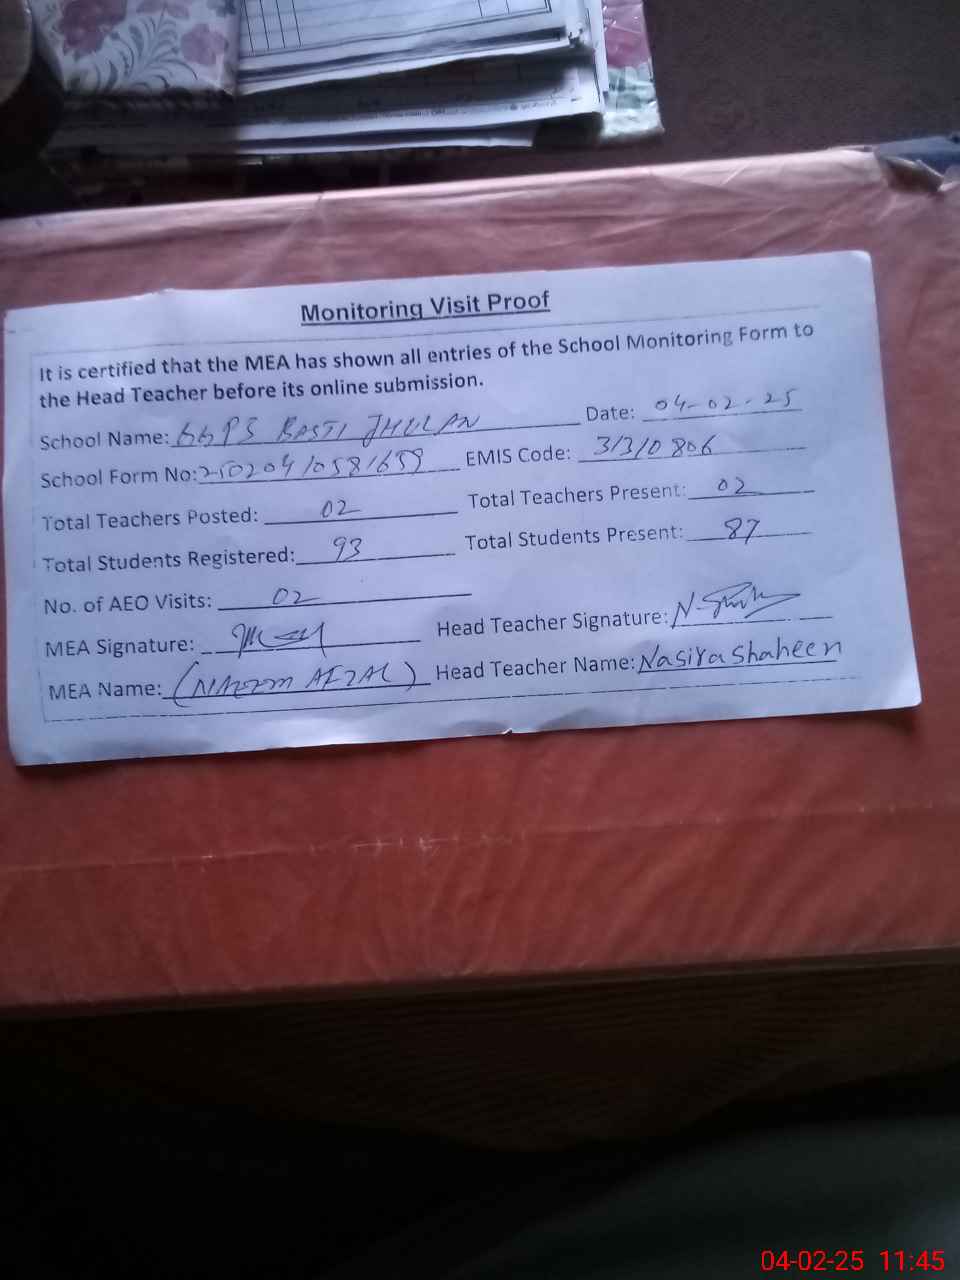 Monitoring Visit Proof
It is certified that the MEA has shown all entries of the School Monitoring Form to
the Head Teacher before its online submission.
School Name: GGPS BASTI JHULAN Date: 04-02-25
School Form No: 250204/0581659 EMIS Code: 31310806
Total Teachers Posted: 02 Total Teachers Present: 02
Total Students Registered: 93 Total Students Present: 87
No. of AEO Visits: 02
MEA Signature: Head Teacher Signature:
MEA Name: (NAEEM AFZAL) Head Teacher Name: Nasira Shaheen
04-02-25 11:45